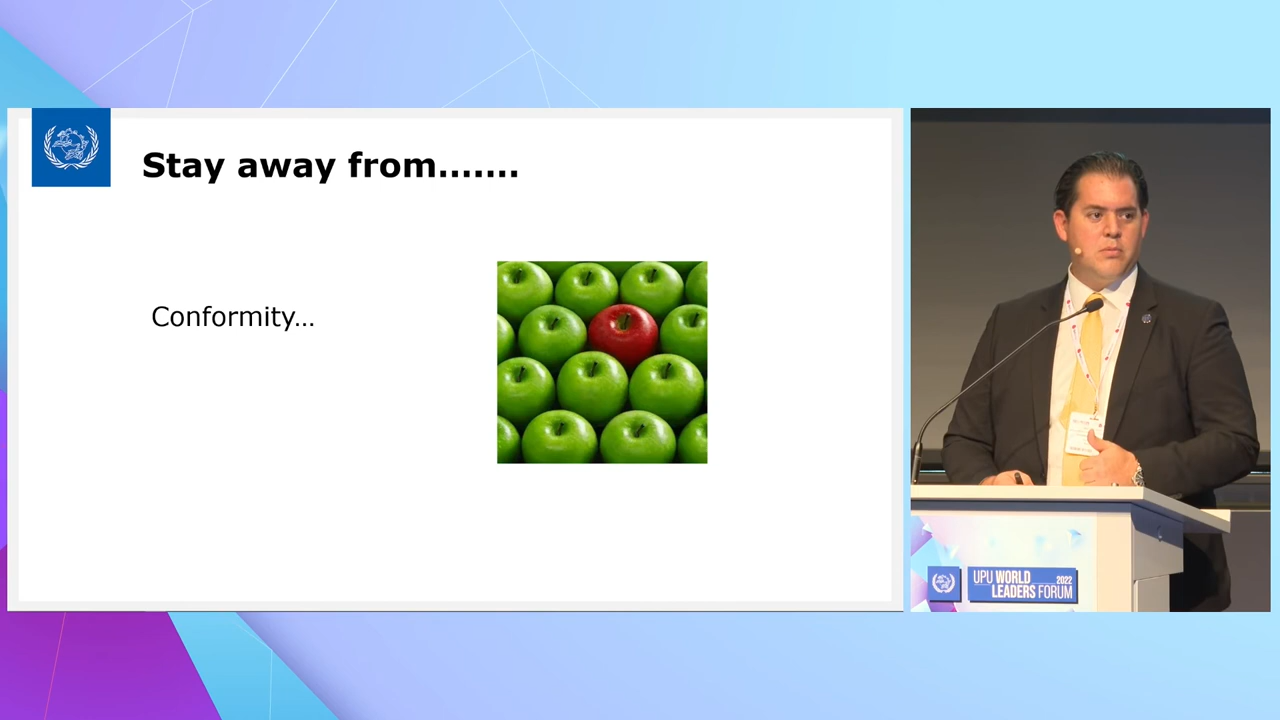 Stay away from.......
Conformity...
UPU WORLD 2022
LEADERS FORUM